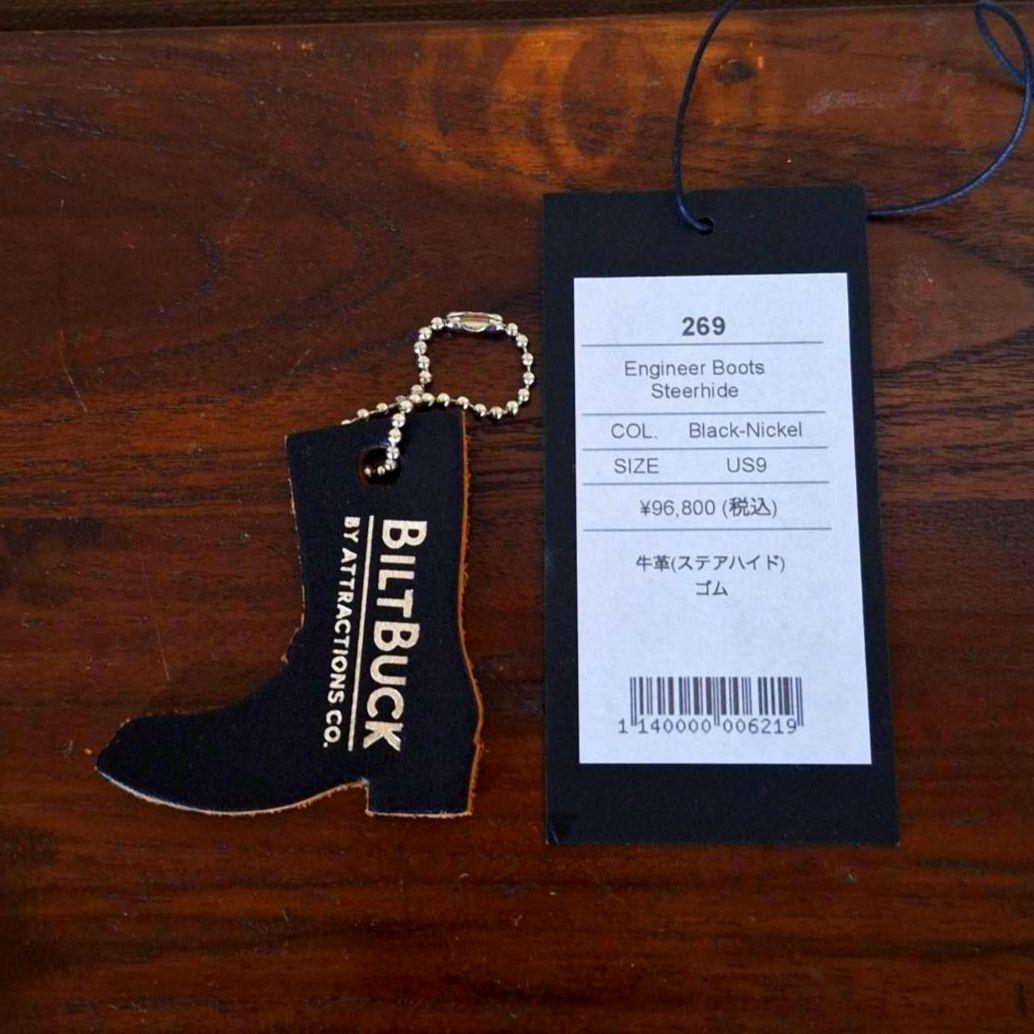 BILTBUCK
BY ATTRACTIONS CO.
269
Engineer Boots
Steerhide
COL. Black-Nickel
SIZE US9
¥96,800 (税込)
牛革(ステアハイド)
ゴム
1 140000 006219